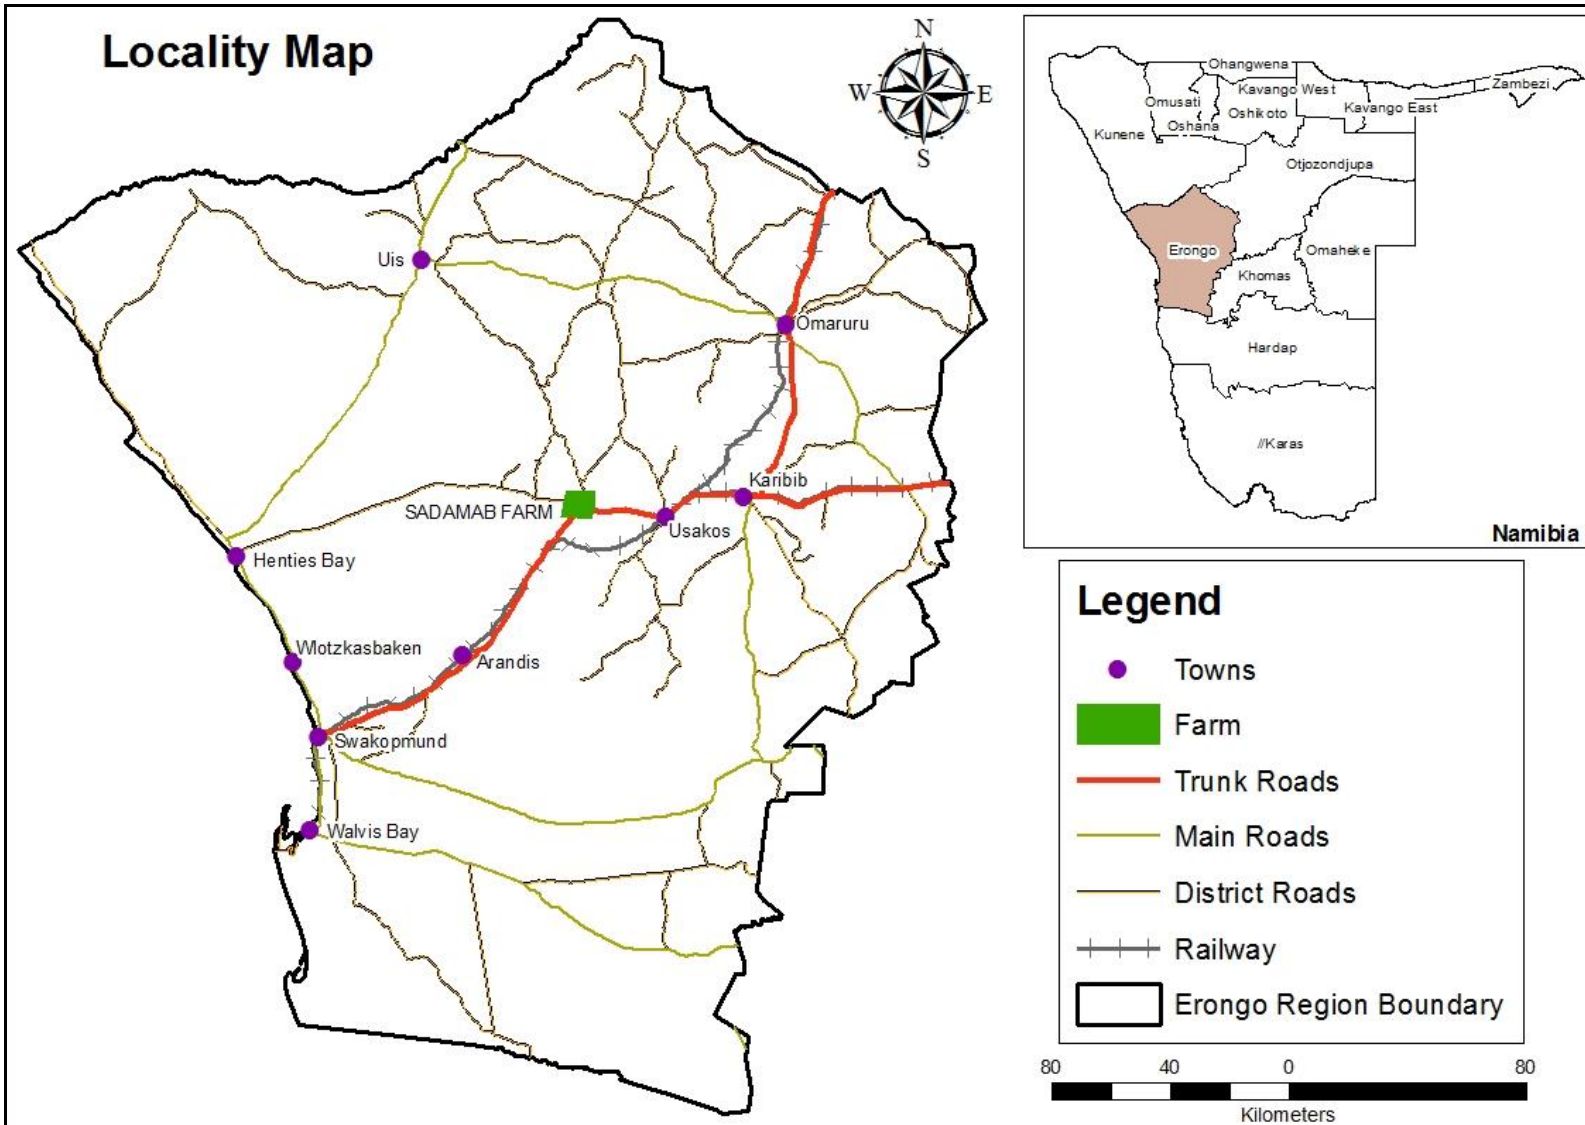 Locality Map
N
W
E
S
Uis
Omaruru
Karibib
SADAMAB FARM
Usakos
Henties Bay
Wlotzkasbaken
Arandis
Swakopmund
Walvis Bay
Ohangwena
Kavango West
Zambezi
Omusati
Kavango East
Oshikoto
Oshana
Kunene
Otjozondjupa
Erongo
Omaheke
Khomas
Hardap
//Karas
Namibia
Legend
Towns
Farm
Trunk Roads
Main Roads
District Roads
Railway
Erongo Region Boundary
80 40 0 80
Kilometers